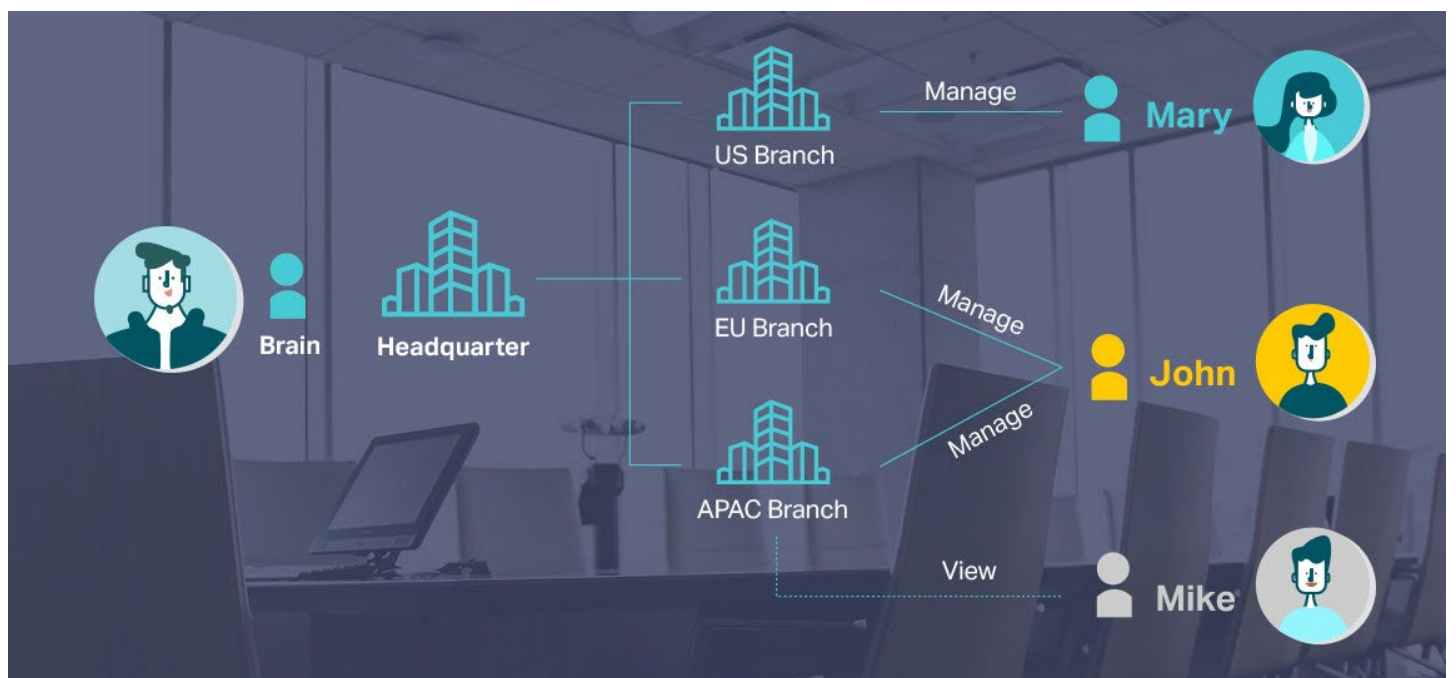 US Branch
Manage
Mary
Brain
Headquarter
EU Branch
Manage
John
Manage
APAC Branch
View
Mike